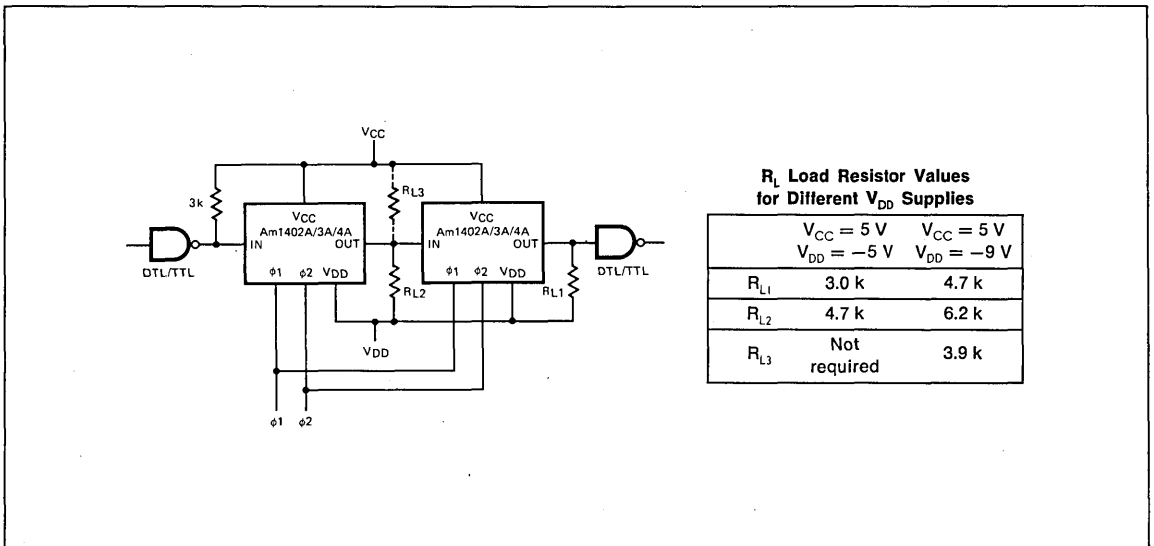 VCC
RL3
3k
VCC
Am1402A/3A/4A
IN
OUT
φ1 φ2 VDD
DTL/TTL
RL2
VCC
Am1402A/3A/4A
IN
OUT
φ1 φ2 VDD
RL1
DTL/TTL
VDD
φ1 φ2
RL Load Resistor Values
for Different VDD Supplies
VCC = 5 V VCC = 5 V
VDD = −5 V VDD = −9 V
RL1 3.0 k 4.7 k
RL2 4.7 k 6.2 k
RL3 Not required 3.9 k